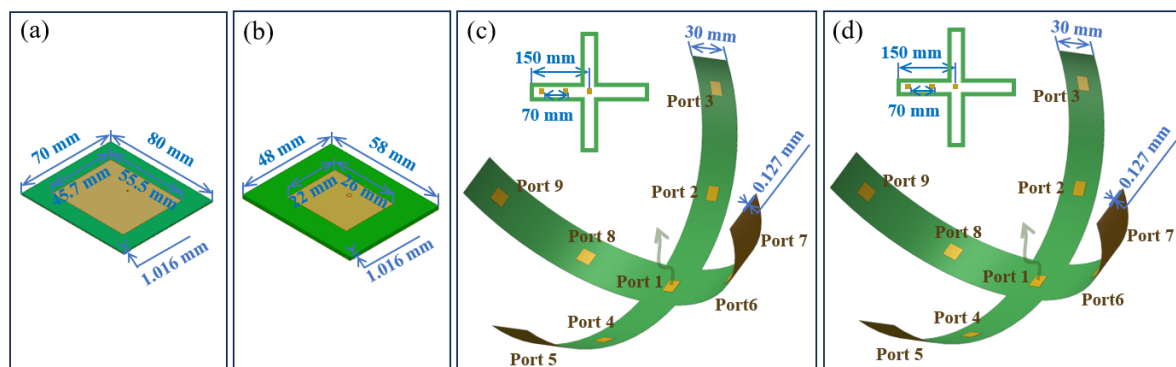 (a)
70 mm
80 mm
45.7 mm
55.5 mm
1.016 mm
(b)
48 mm
58 mm
22 mm
26 mm
1.016 mm
(c)
30 mm
150 mm
70 mm
Port 3
0.127 mm
Port 9
Port 2
Port 8
Port 7
Port 1
Port6
Port 4
Port 5
(d)
30 mm
150 mm
70 mm
Port 3
0.127 mm
Port 9
Port 2
Port 8
Port 7
Port 1
Port6
Port 4
Port 5